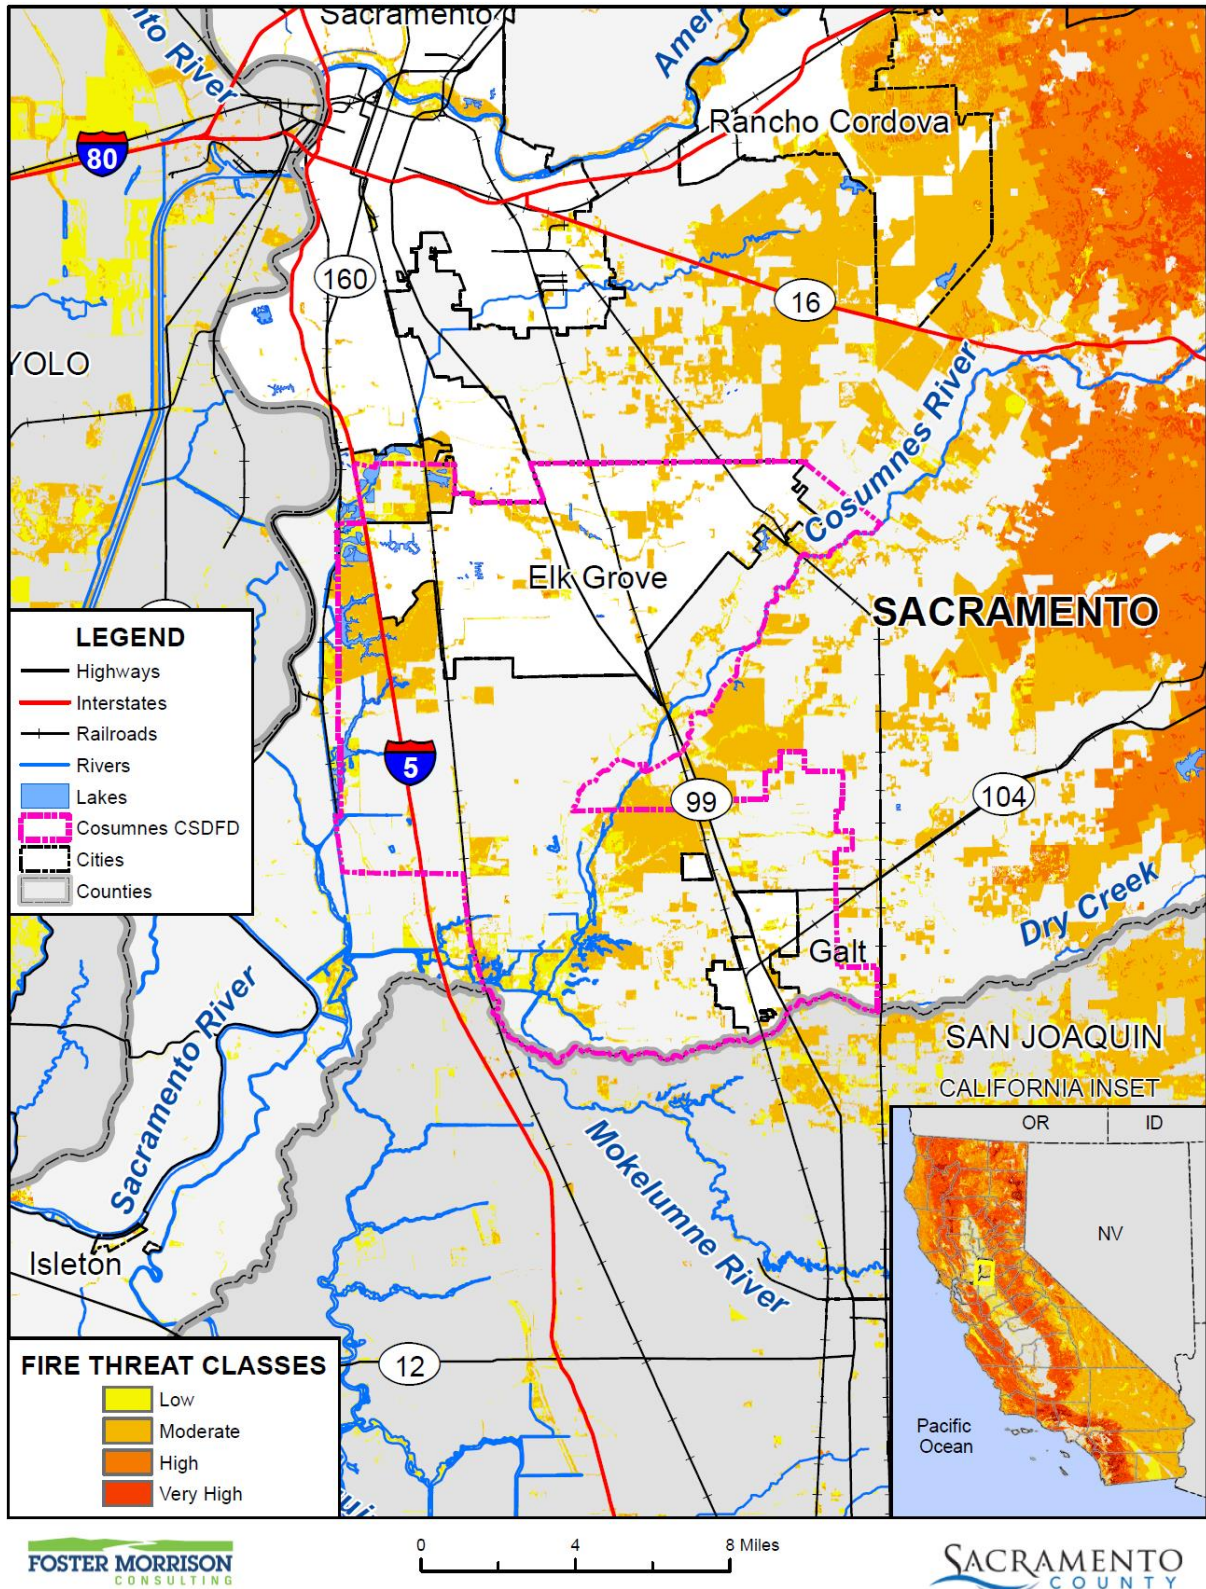 Sacramento
nto River
Ameri
Rancho Cordova
80
160
16
YOLO
Cosumnes River
Elk Grove
SACRAMENTO
LEGEND
Highways
Interstates
Railroads
Rivers
Lakes
Cosumnes CSDFD
Cities
Counties
5
99
104
Dry Creek
Galt
Sacramento River
SAN JOAQUIN
CALIFORNIA INSET
OR
ID
NV
Pacific
Ocean
Mokelumne River
Isleton
12
FIRE THREAT CLASSES
Low
Moderate
High
Very High
FOSTER MORRISON
CONSULTING
0 4 8 Miles
SACRAMENTO
COUNTY